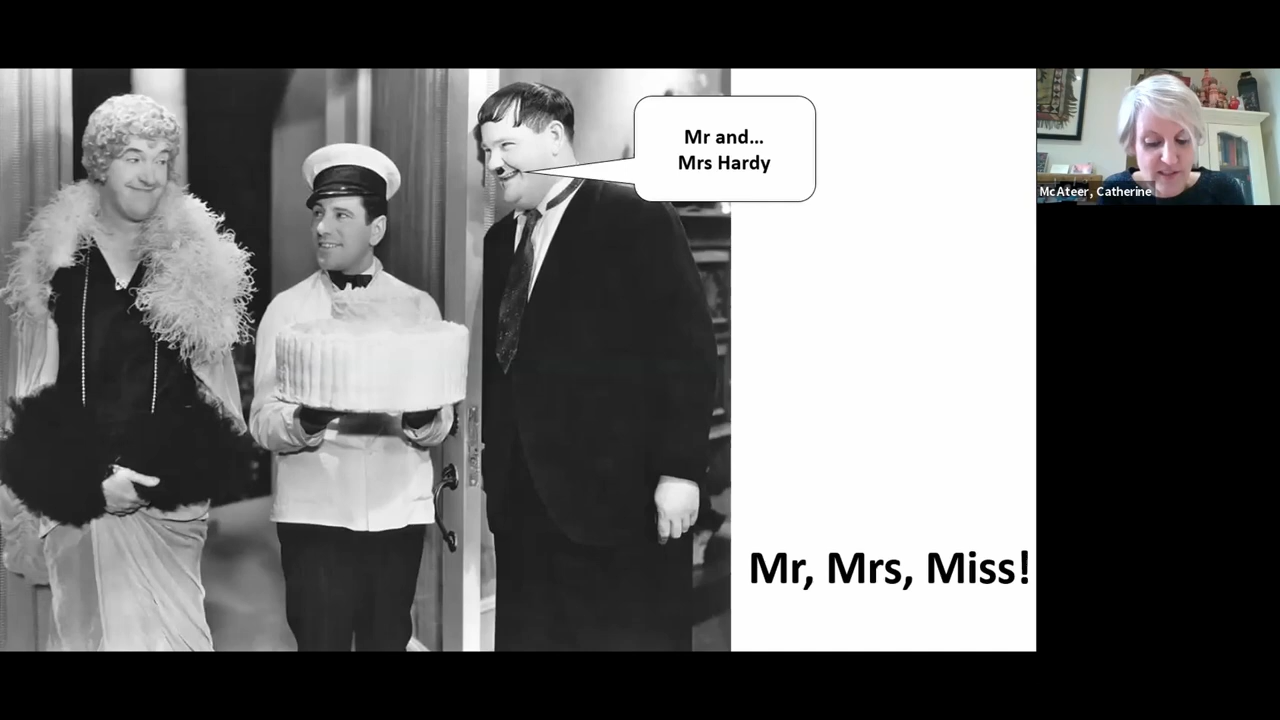 Mr and...
Mrs Hardy
McAteer, Catherine
Mr, Mrs, Miss!